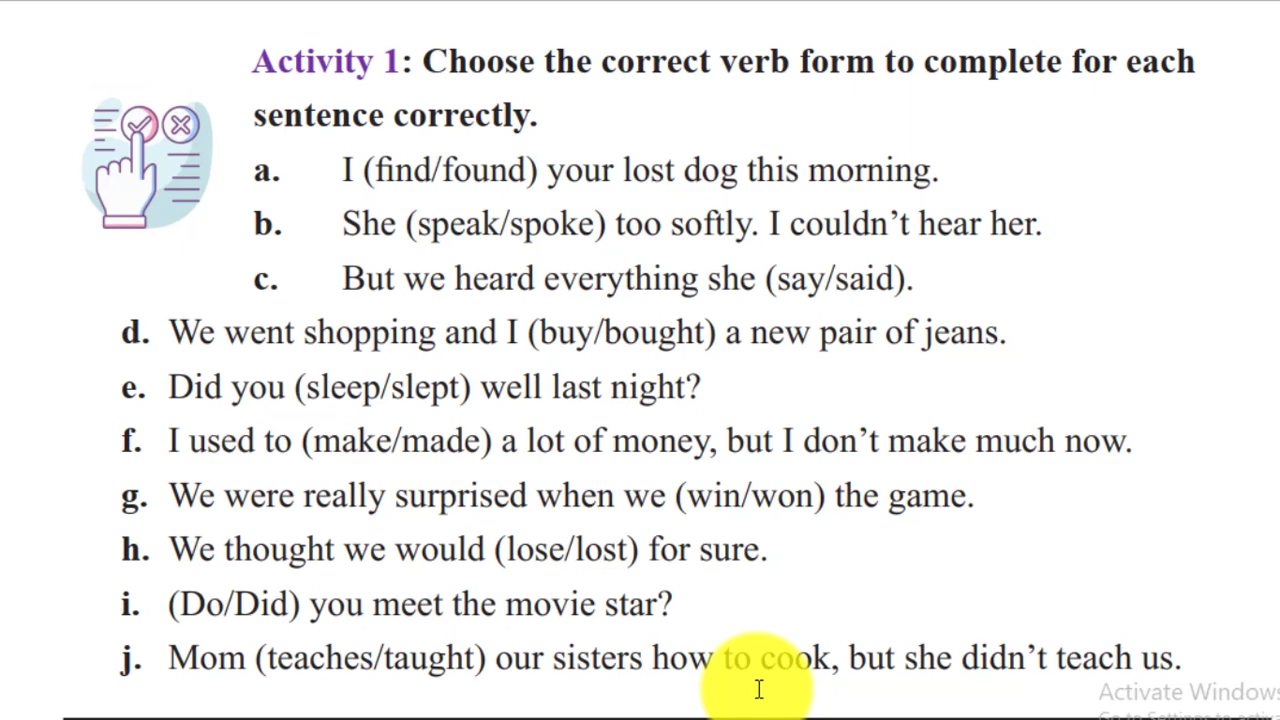 Activity 1: Choose the correct verb form to complete for each
sentence correctly.
a. I (find/found) your lost dog this morning.
b. She (speak/spoke) too softly. I couldn’t hear her.
c. But we heard everything she (say/said).
d. We went shopping and I (buy/bought) a new pair of jeans.
e. Did you (sleep/slept) well last night?
f. I used to (make/made) a lot of money, but I don’t make much now.
g. We were really surprised when we (win/won) the game.
h. We thought we would (lose/lost) for sure.
i. (Do/Did) you meet the movie star?
j. Mom (teaches/taught) our sisters how to cook, but she didn’t teach us.
Activate Windows